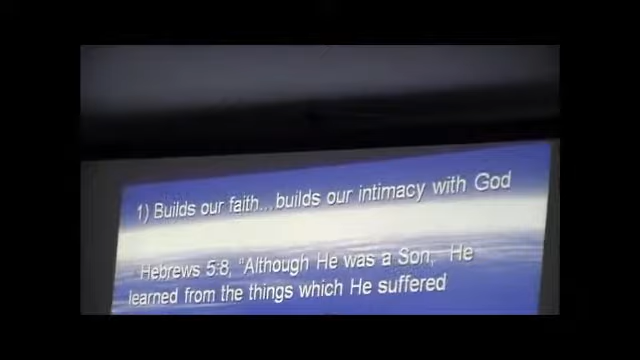 1) Builds our faith...builds our intimacy with God
Hebrews 5:8, "Although He was a Son, He
learned from the things which He suffered